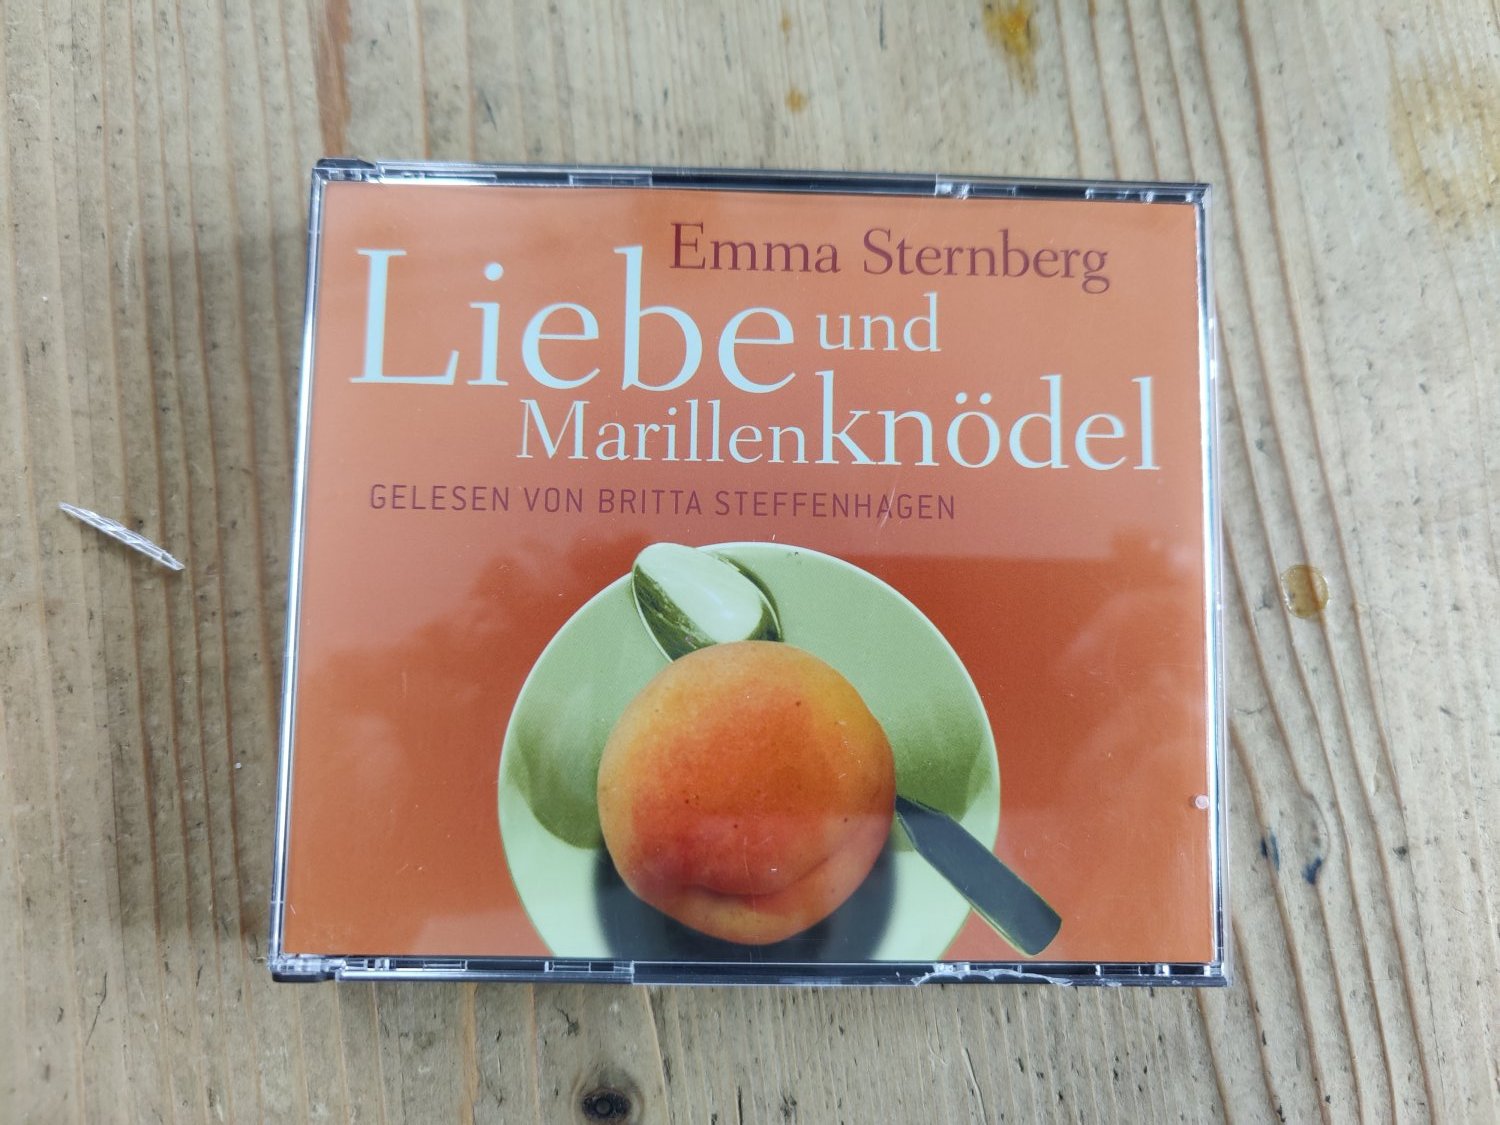 Emma Sternberg
Liebe und
Marillenknödel
GELESEN VON BRITTA STEFFENHAGEN